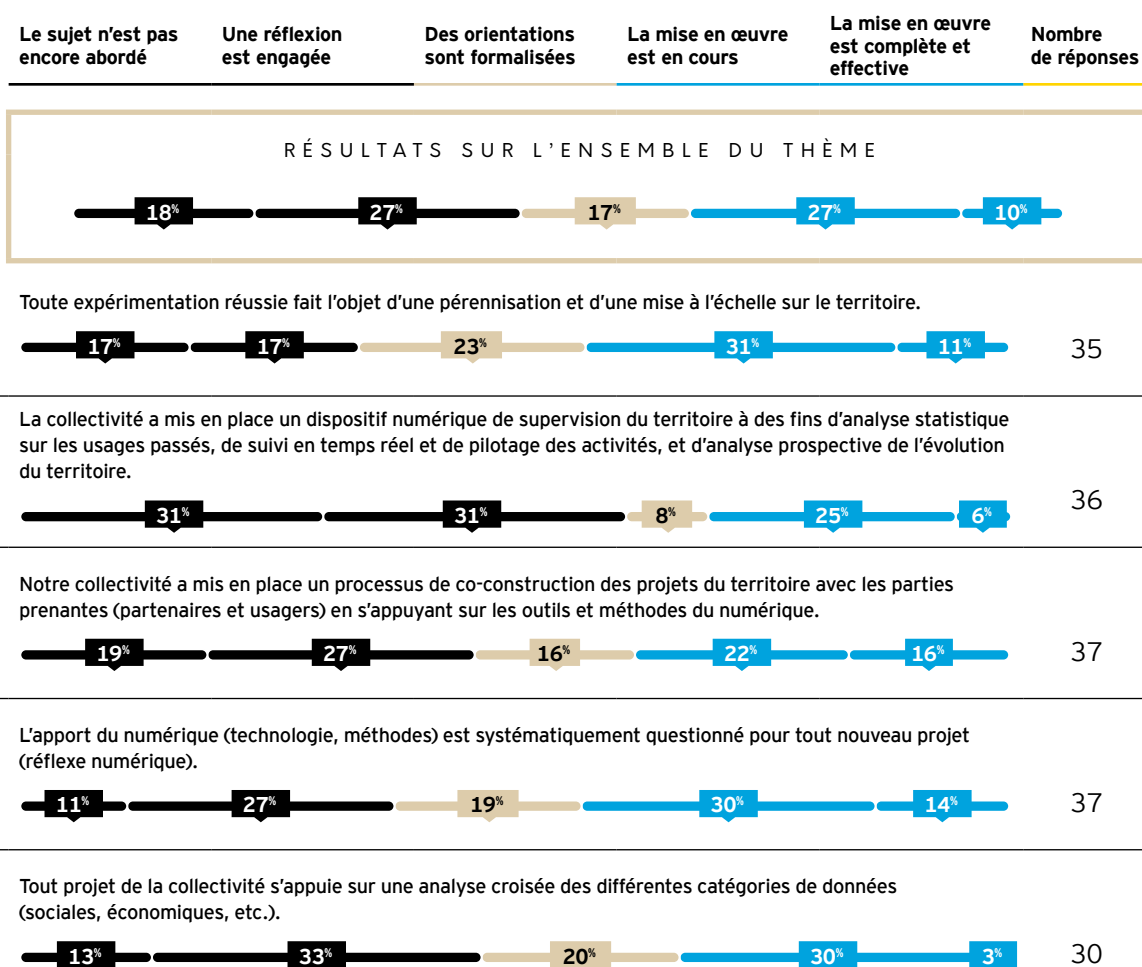 Le sujet n'est pas
encore abordé
Une réflexion
est engagée
Des orientations
sont formalisées
La mise en œuvre
est en cours
La mise en œuvre
est complète et
effective
Nombre
de réponses
RÉSULTATS SUR L'ENSEMBLE DU THÈME
18% 27% 17% 27% 10%
Toute expérimentation réussie fait l'objet d'une pérennisation et d'une mise à l'échelle sur le territoire.
17% 17% 23% 31% 11% 35
La collectivité a mis en place un dispositif numérique de supervision du territoire à des fins d'analyse statistique
sur les usages passés, de suivi en temps réel et de pilotage des activités, et d'analyse prospective de l'évolution
du territoire.
31% 31% 8% 25% 6% 36
Notre collectivité a mis en place un processus de co-construction des projets du territoire avec les parties
prenantes (partenaires et usagers) en s'appuyant sur les outils et méthodes du numérique.
19% 27% 16% 22% 16% 37
L'apport du numérique (technologie, méthodes) est systématiquement questionné pour tout nouveau projet
(réflexe numérique).
11% 27% 19% 30% 14% 37
Tout projet de la collectivité s'appuie sur une analyse croisée des différentes catégories de données
(sociales, économiques, etc.).
13% 33% 20% 30% 3% 30